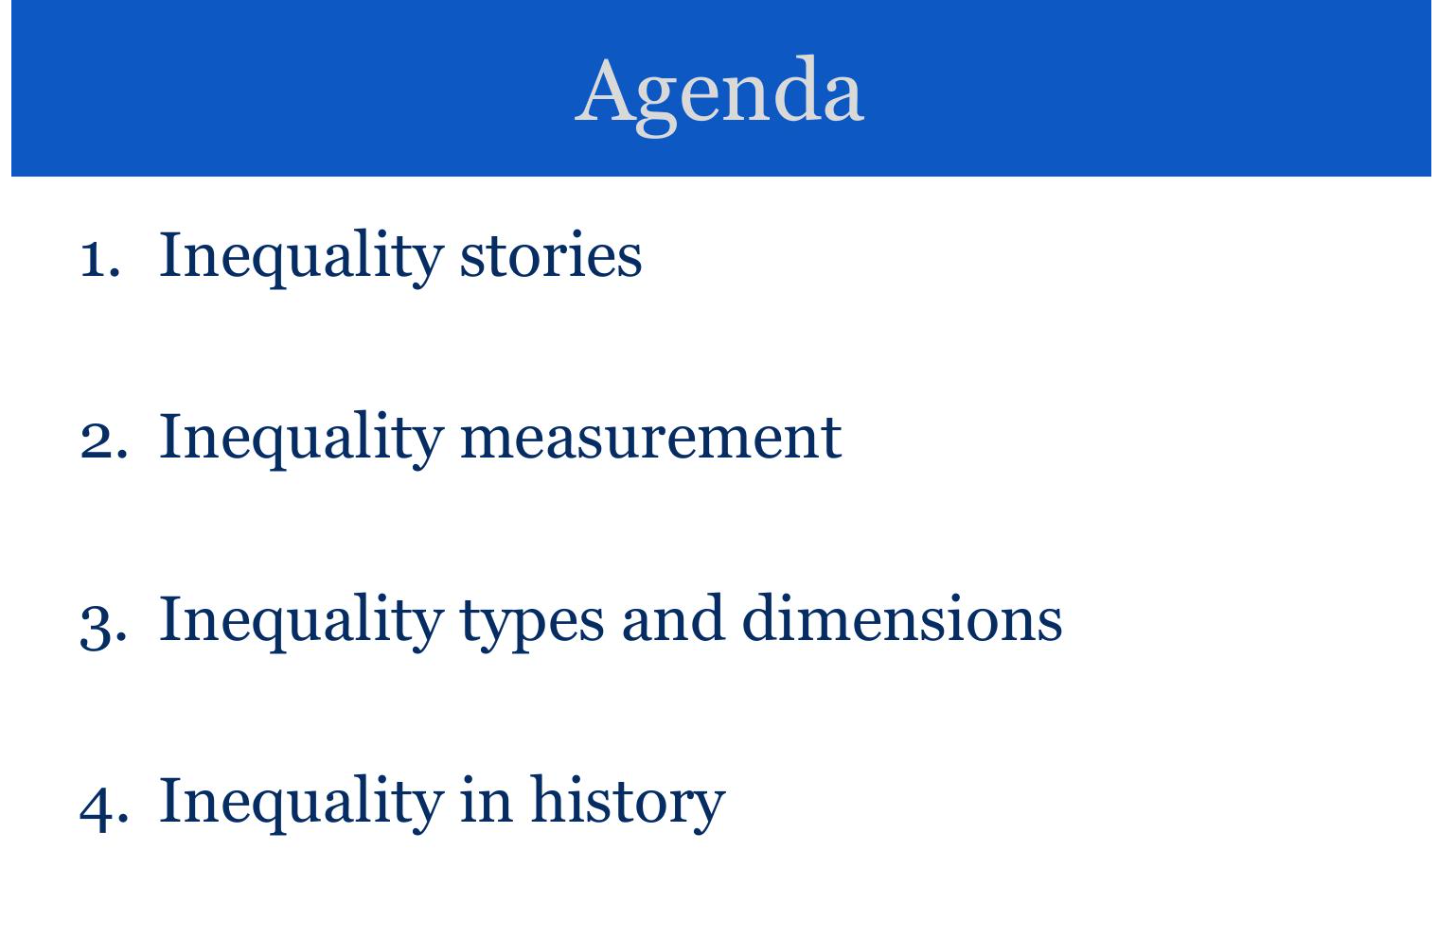 Agenda
1. Inequality stories
2. Inequality measurement
3. Inequality types and dimensions
4. Inequality in history